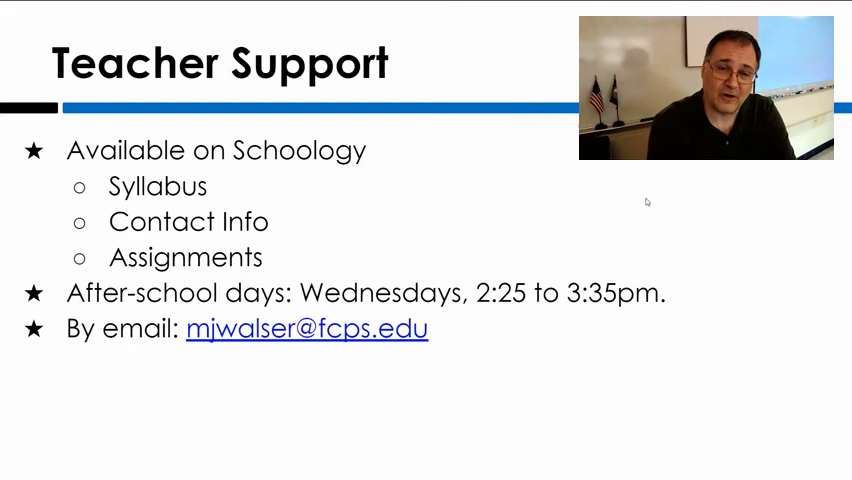 Teacher Support
★ Available on Schoology
○ Syllabus
○ Contact Info
○ Assignments
★ After-school days: Wednesdays, 2:25 to 3:35pm.
★ By email: mjwalser@fcps.edu